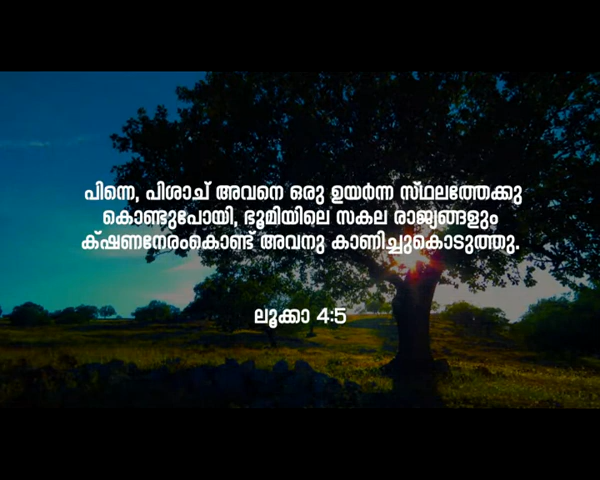 പിന്നെ, പിശാച് അവനെ ഒരു ഉയർന്ന സ്ഥലത്തേക്കു
കൊണ്ടുപോയി, ഭൂമിയിലെ സകല രാജ്യങ്ങളും
ക്ഷണനേരംകൊണ്ട് അവനു കാണിച്ചുകൊടുത്തു.
ലൂക്കാ 4:5